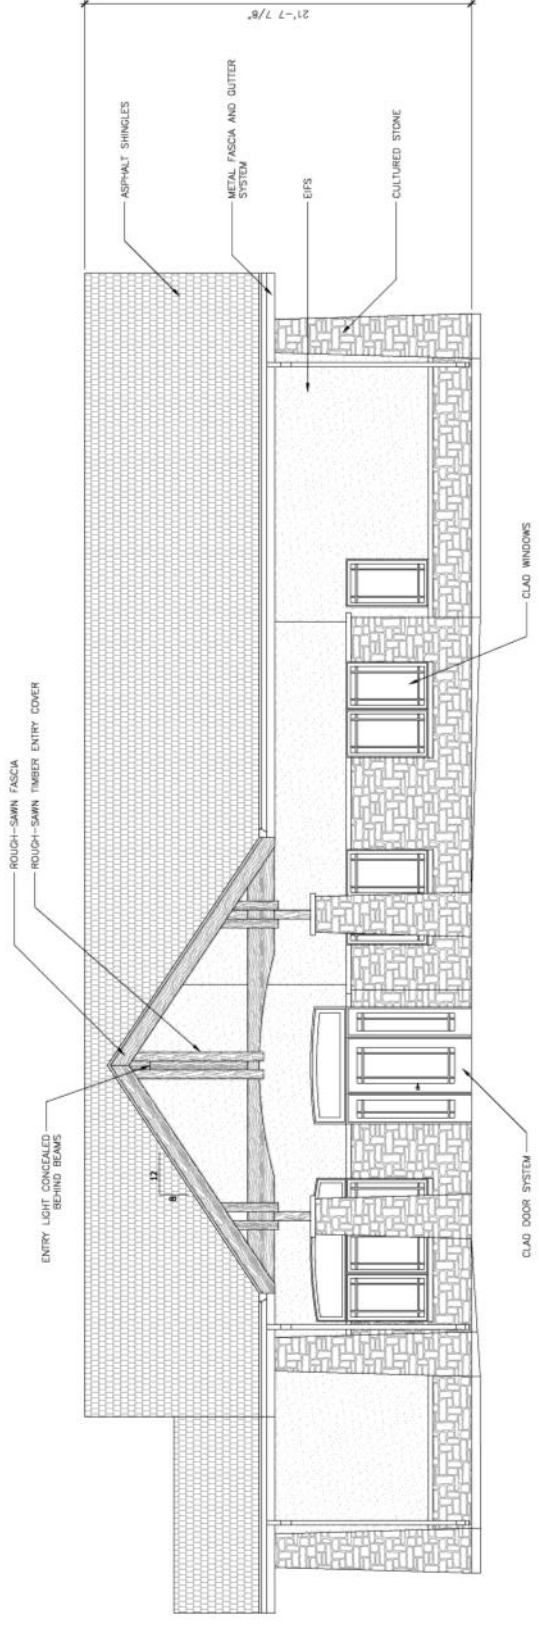 ENTRY LIGHT CONCEALED
BEHIND BEAMS
ROUGH-SAWN FASCIA
ROUGH-SAWN TIMBER ENTRY COVER
12
8
ASPHALT SHINGLES
METAL FASCIA AND GUTTER
SYSTEM
EIFS
CULTURED STONE
21'-7 7/8"
CLAD DOOR SYSTEM
CLAD WINDOWS